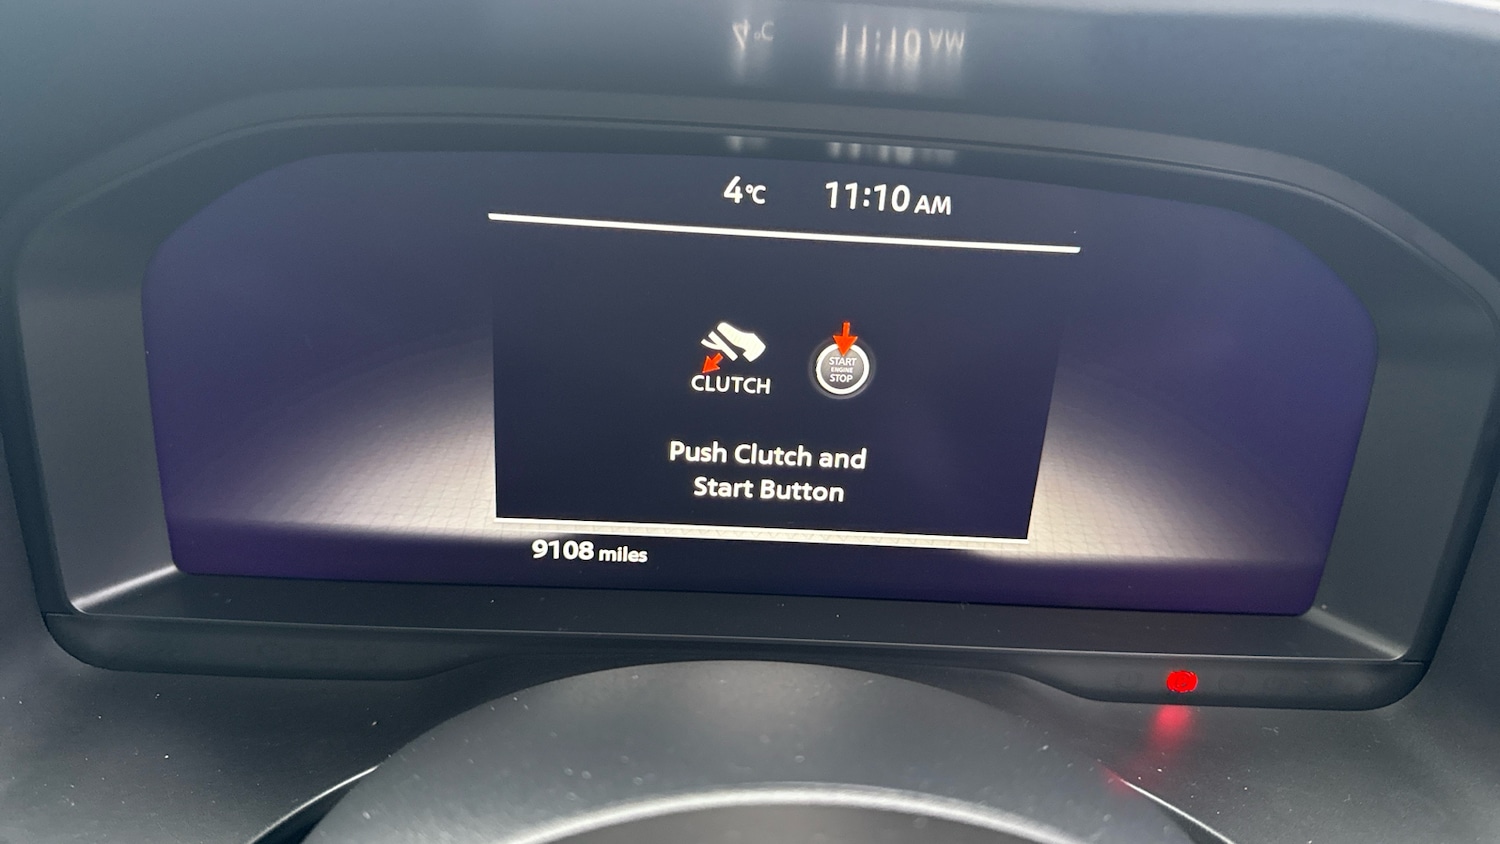 4°C 11:10 AM
CLUTCH
START
ENGINE
STOP
Push Clutch and
Start Button
9108 miles